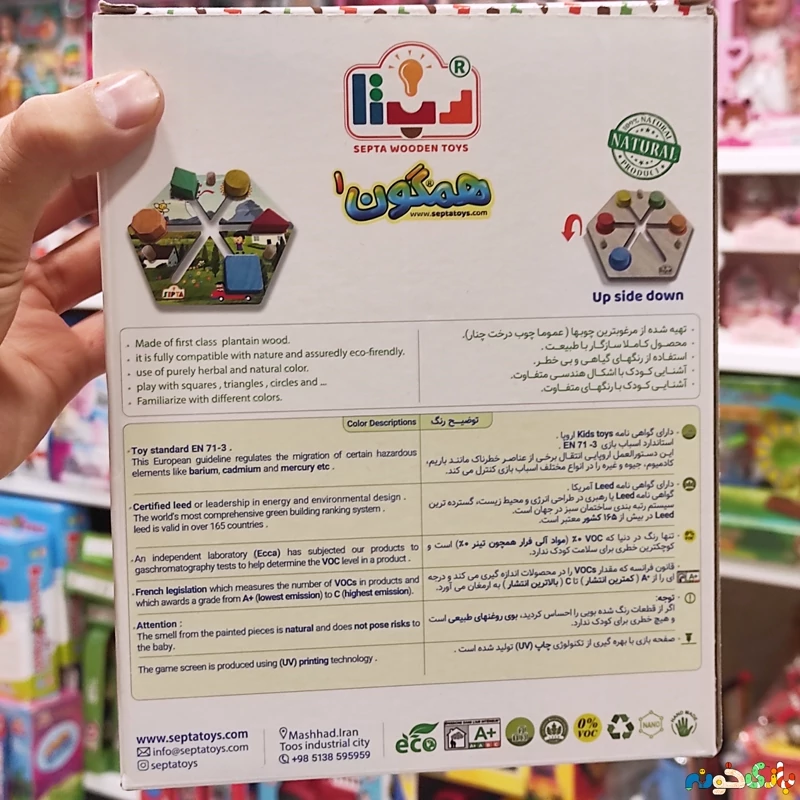 سپتا ®
SEPTA WOODEN TOYS
100% NATURAL
NATURAL
PRODUCT
همگون ۱
www.septatoys.com
SEPTA
Up side down
· Made of first class plantain wood.
· it is fully compatible with nature and assuredly eco-firendly.
· use of purely herbal and natural color.
· play with squares , triangles , circles and ...
· Familiarize with different colors.
· تهیه شده از مرغوبترین چوبها ( عموما چوب درخت چنار).
· محصول کاملا سازگار با طبیعت .
· استفاده از رنگهای گیاهی و بی خطر.
· آشنایی کودک با اشکال هندسی متفاوت.
· آشنایی کودک با رنگهای متفاوت.
Color Descriptions
توضیح رنگ
· Toy standard EN 71-3 .
This European guideline regulates the migration of certain hazardous
elements like barium, cadmium and mercury etc .
· Certified leed or leadership in energy and environmental design .
The world's most comprehensive green building ranking system .
leed is valid in over 165 countries .
· An independent laboratory (Ecca) has subjected our products to
gaschromatography tests to help determine the VOC level in a product .
· French legislation which measures the number of VOCs in products and
which awards a grade from A+ (lowest emission) to C (highest emission).
· Attention :
The smell from the painted pieces is natural and does not pose risks to
the baby.
The game screen is produced using (UV) printing technology .
· دارای گواهی نامه Kids toys اروپا .
استاندارد اسباب بازی EN 71 -3 .
این دستورالعمل اروپایی انتقال برخی از عناصر خطرناک مانند باریم،
کادمیوم، جیوه و غیره را در انواع مختلف اسباب بازی کنترل می کند.
· دارای گواهی نامه Leed آمریکا .
گواهی نامه Leed یا رهبری در طراحی انرژی و محیط زیست، گسترده ترین
سیستم رتبه بندی ساختمان سبز در جهان است.
Leed در بیش از ۱۶۵ کشور معتبر است.
· تنها رنگ در دنیا که VOC ٪۰ (مواد آلی فرار همچون تینر ۰٪) است و
کوچکترین خطری برای سلامت کودک ندارد.
· قانون فرانسه که مقدار VOCs را در محصولات اندازه گیری می کند و درجه
ای را از A+ ( کمترین انتشار ) تا C ( بالاترین انتشار ) به ارمغان می آورد.
· توجه:
اگر از قطعات رنگ شده بویی را احساس کردید، بوی روغنهای طبیعی است
و هیچ خطری برای کودک ندارد.
· صفحه بازی با بهره گیری از تکنولوژی چاپ (UV) تولید شده است .
www.septatoys.com
info@septatoys.com
septatoys
Mashhad.Iran
Toos industrial city
+98 5138 595959
eco
A+
0%
VOC
NANO
HAND MADE
بازی خونه